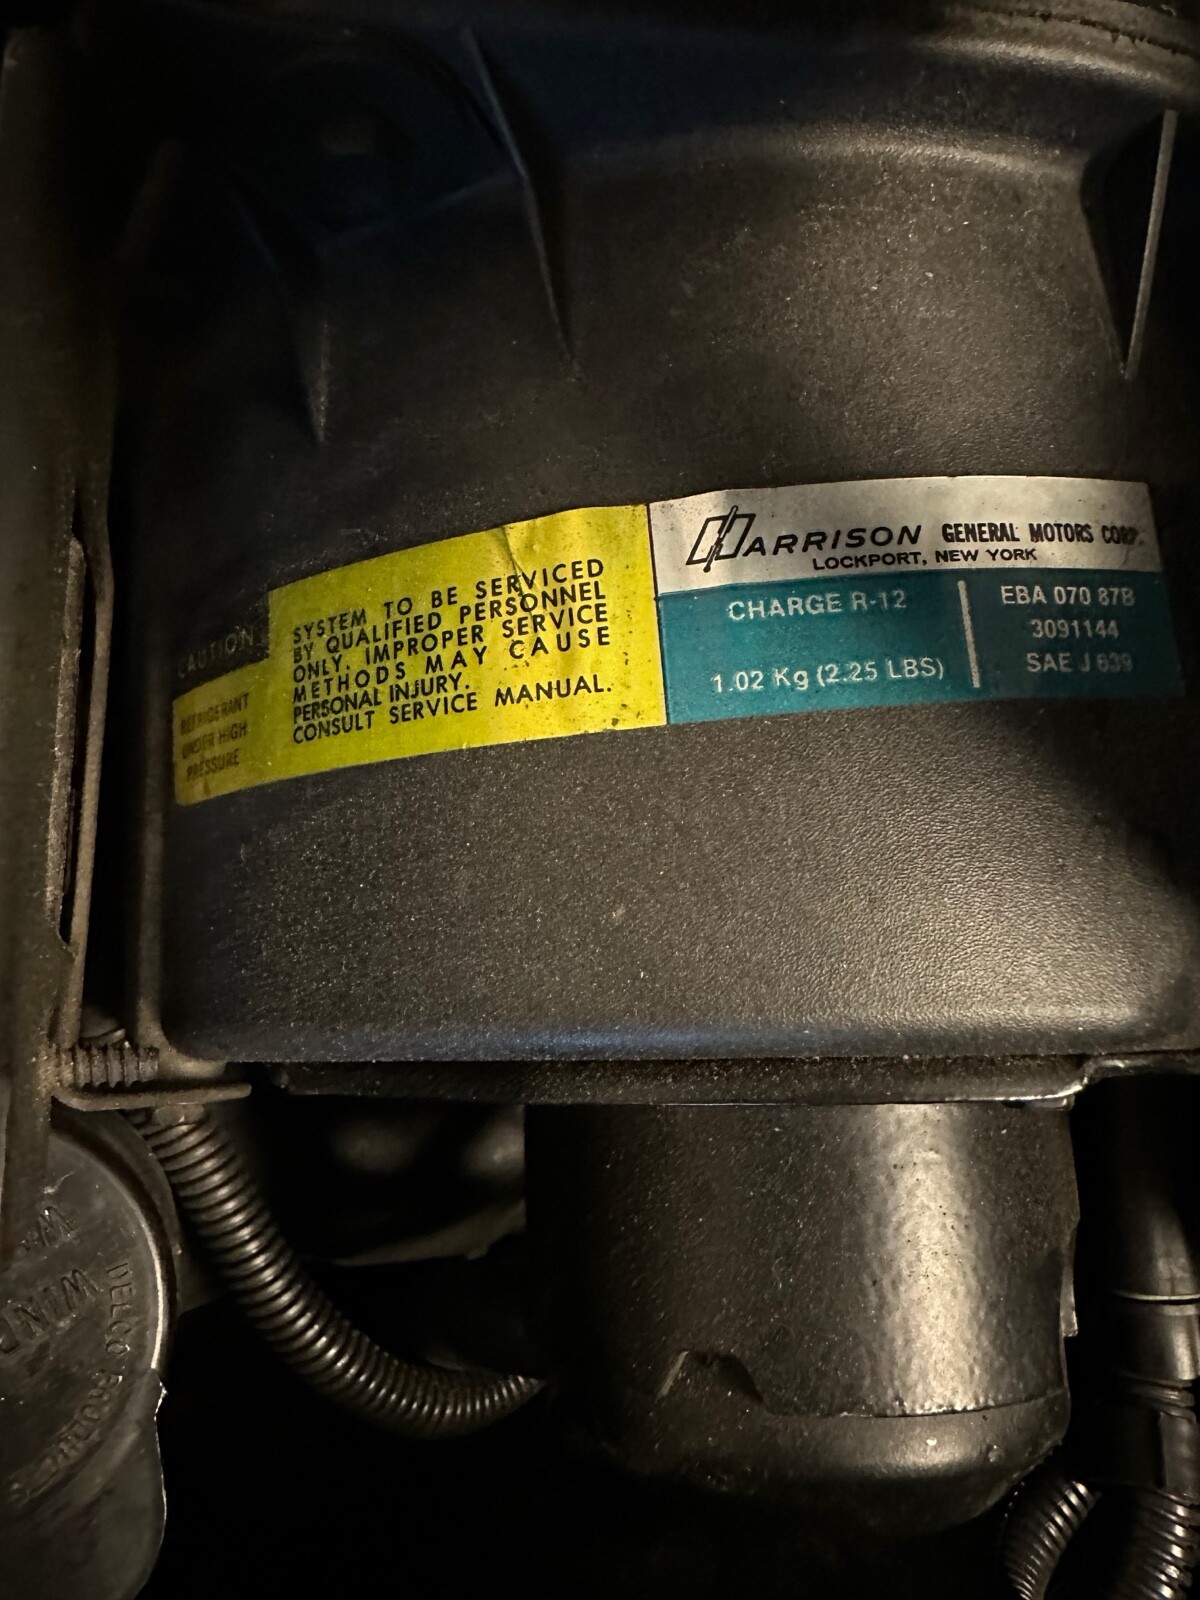 CAUTION
REFRIGERANT
UNDER HIGH
PRESSURE
SYSTEM TO BE SERVICED
BY QUALIFIED PERSONNEL
ONLY. IMPROPER SERVICE
METHODS MAY CAUSE
PERSONAL INJURY.
CONSULT SERVICE MANUAL.
HARRISON GENERAL MOTORS CORP.
LOCKPORT, NEW YORK
CHARGE R-12
1.02 Kg (2.25 LBS)
EBA 070 87B
3091144
SAE J 639
DELCO